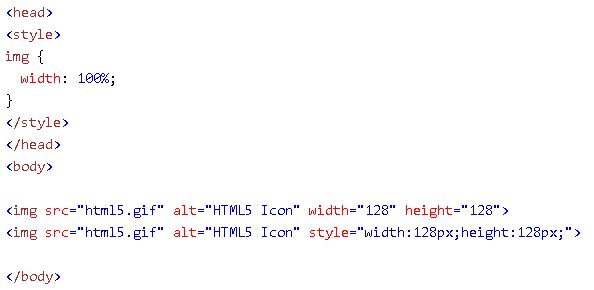 <head>
<style>
img {
  width: 100%;
}
</style>
</head>
<body>
<img src="html5.gif" alt="HTML5 Icon" width="128" height="128">
<img src="html5.gif" alt="HTML5 Icon" style="width:128px;height:128px;">
</body>